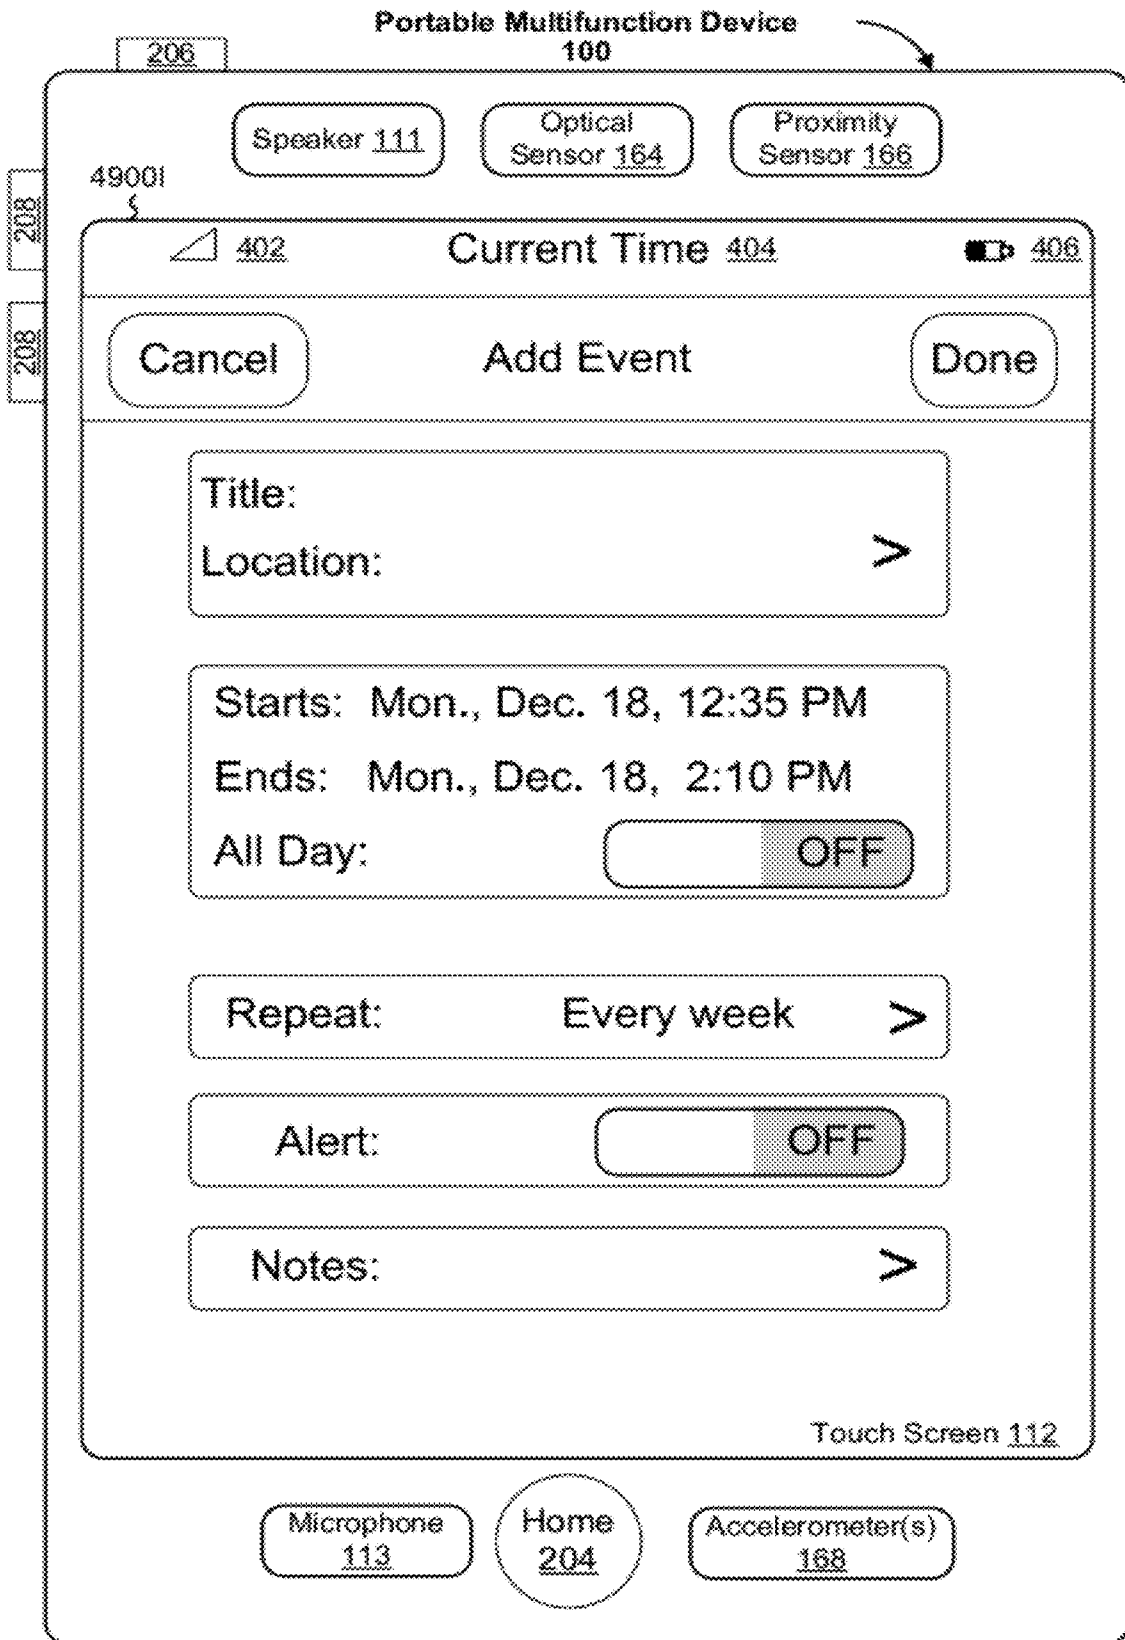 Portable Multifunction Device
100
206
Speaker 111
Optical
Sensor 164
Proximity
Sensor 166
4900I
208
402
Current Time 404
406
208
Cancel
Add Event
Done
Title:
Location:
>
Starts: Mon., Dec. 18, 12:35 PM
Ends: Mon., Dec. 18, 2:10 PM
All Day:
OFF
Repeat:
Every week
>
Alert:
OFF
Notes:
>
Touch Screen 112
Microphone
113
Home
204
Accelerometer(s)
168